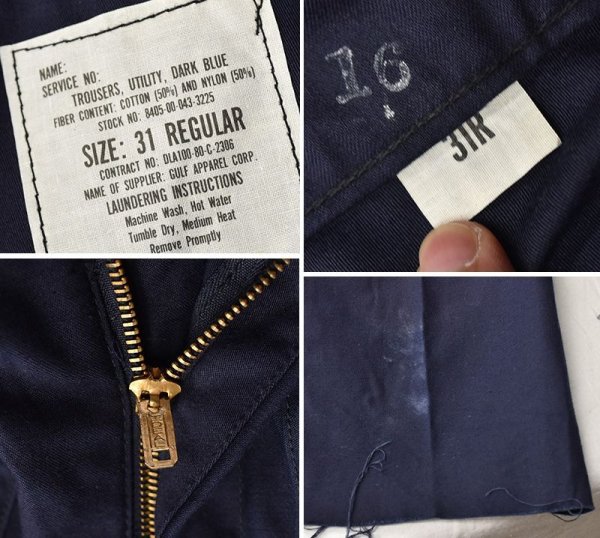 NAME:
SERVICE NO:
TROUSERS, UTILITY, DARK BLUE
FIBER CONTENT: COTTON (50%) AND NYLON (50%)
STOCK NO: 8405-00-043-3225
SIZE: 31 REGULAR
CONTRACT NO: DLA100-80-C-2306
NAME OF SUPPLIER: GULF APPAREL CORP.
LAUNDERING INSTRUCTIONS
Machine Wash, Hot Water
Tumble Dry, Medium Heat
Remove Promptly
16
31R